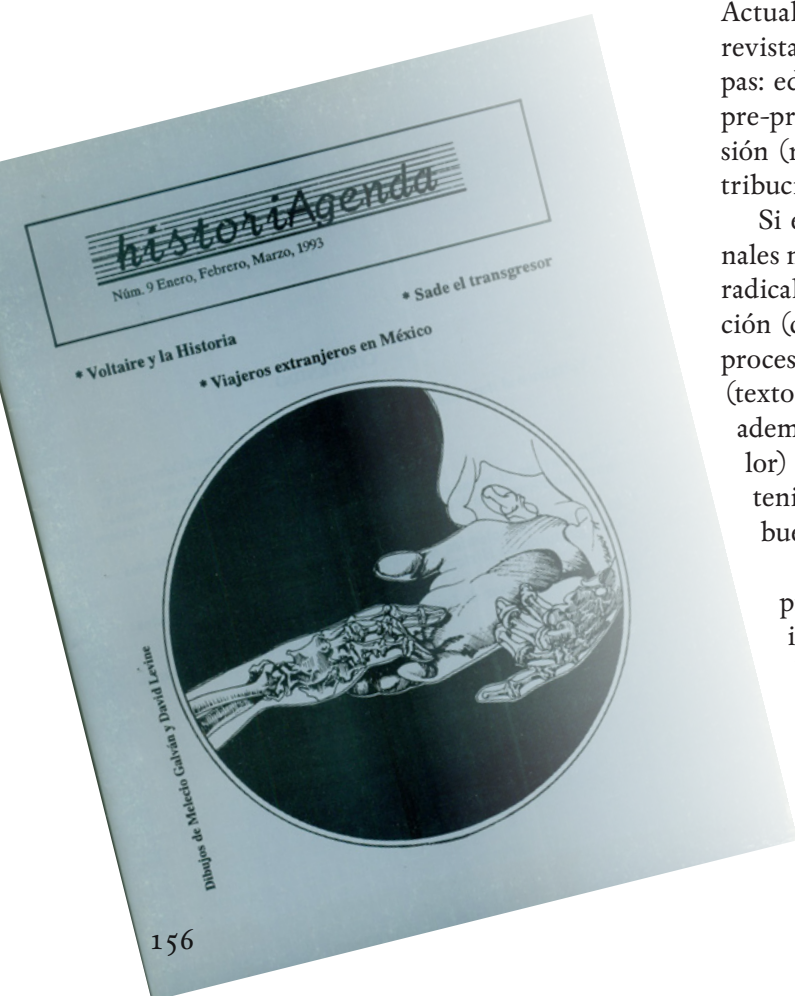 historiAgenda
Núm. 9 Enero, Febrero, Marzo, 1993
* Sade el transgresor
* Voltaire y la Historia
* Viajeros extranjeros en México
Dibujos de Melecio Galván y David Levine
156
Actual
revista
pas: ed
pre-pr
sión (
tribuc
Si e
nales
radical
ción (
proces
(texto
adem
lor)
teni
bue
p
i